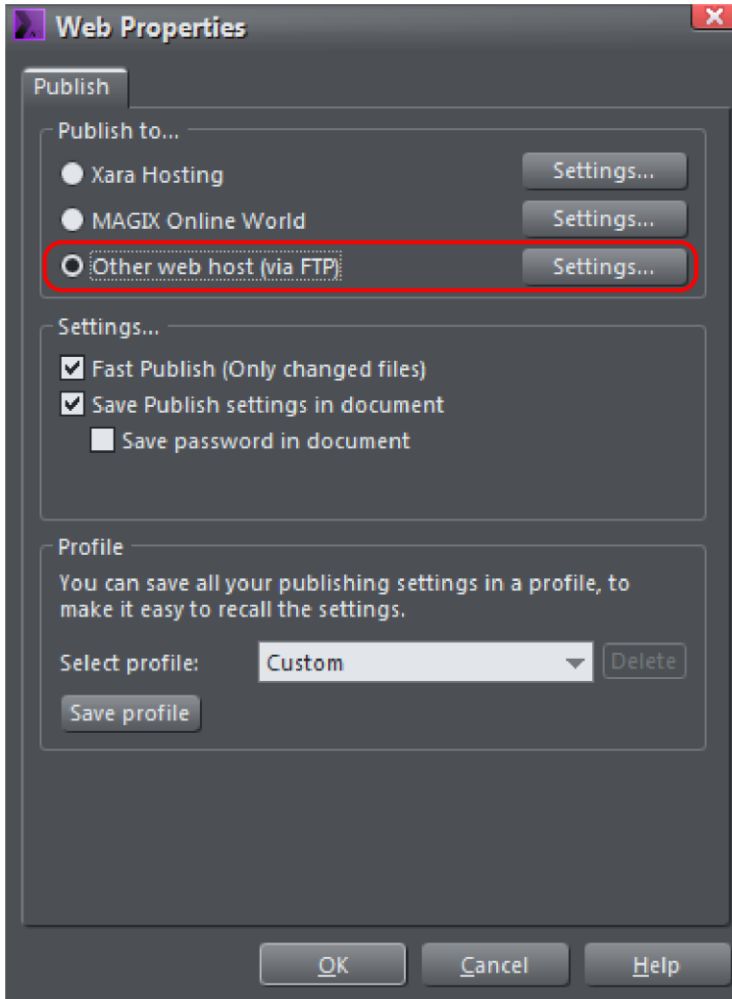 Web Properties
Publish
Publish to...
Xara Hosting Settings...
MAGIX Online World Settings...
Other web host (via FTP) Settings...
Settings...
Fast Publish (Only changed files)
Save Publish settings in document
Save password in document
Profile
You can save all your publishing settings in a profile, to
make it easy to recall the settings.
Select profile: Custom Delete
Save profile
OK Cancel Help